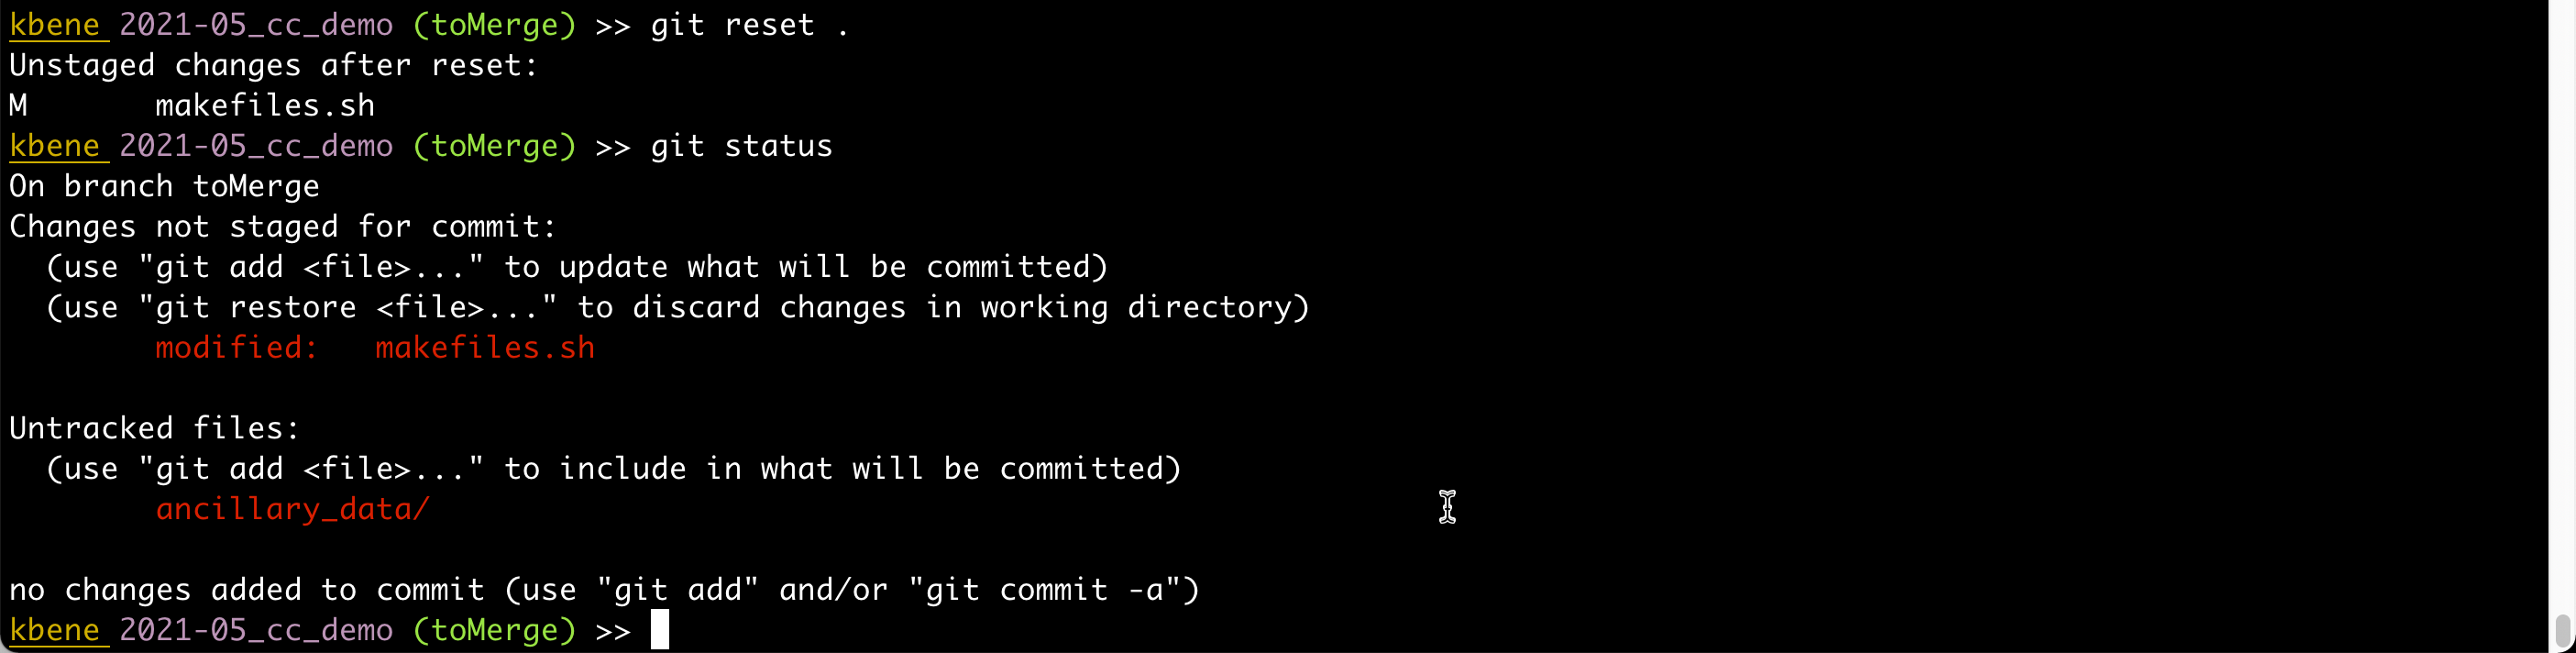 kbene 2021-05_cc_demo (toMerge) >> git reset .
Unstaged changes after reset:
M       makefiles.sh
kbene 2021-05_cc_demo (toMerge) >> git status
On branch toMerge
Changes not staged for commit:
  (use "git add <file>..." to update what will be committed)
  (use "git restore <file>..." to discard changes in working directory)
        modified:   makefiles.sh

Untracked files:
  (use "git add <file>..." to include in what will be committed)
        ancillary_data/

no changes added to commit (use "git add" and/or "git commit -a")
kbene 2021-05_cc_demo (toMerge) >>